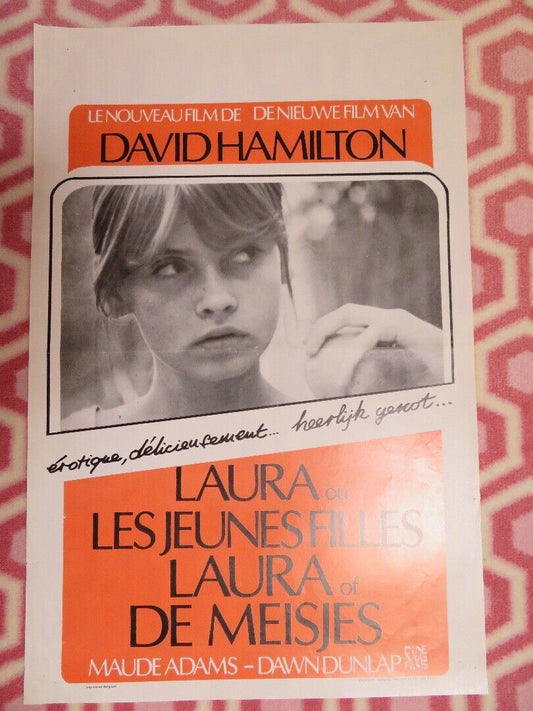 LE NOUVEAU FILM DE DE NIEUWE FILM VAN
DAVID HAMILTON
érotique, délicieusement... heerlijk genot...
LAURA ou
LES JEUNES FILLES
LAURA of
DE MEISJES
MAUDE ADAMS – DAWN DUNLAP